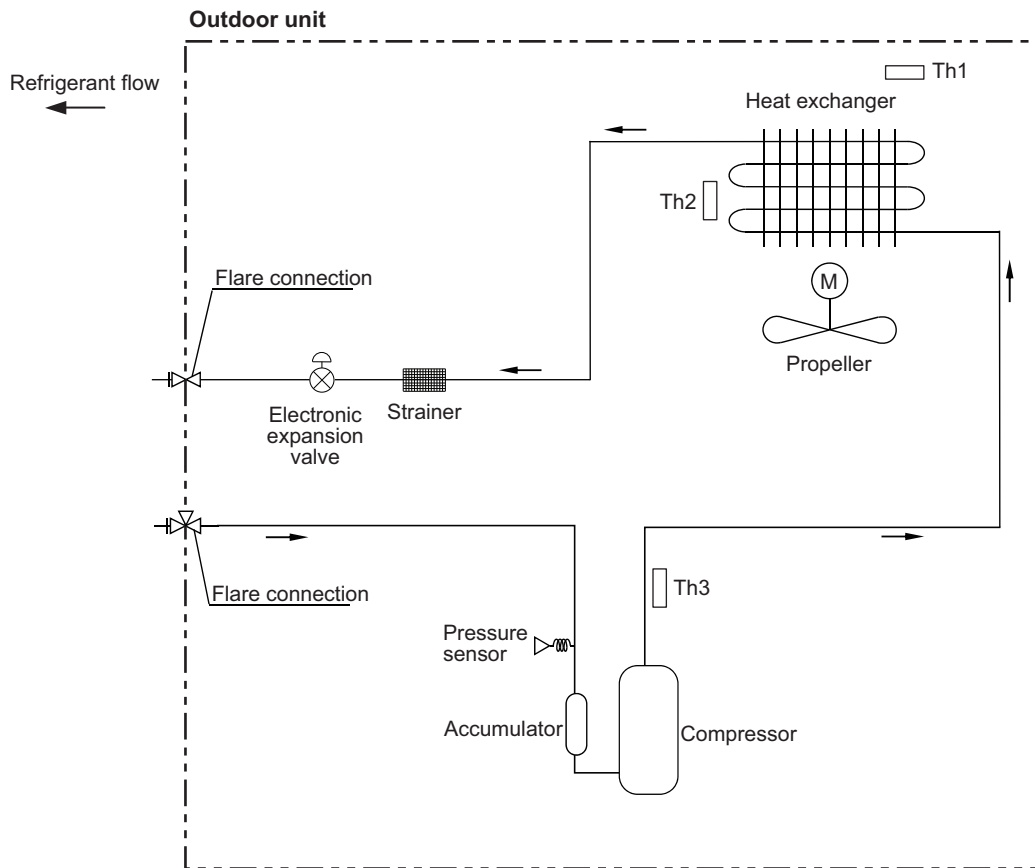 Outdoor unit
Refrigerant flow
Th1
Heat exchanger
Th2
Flare connection
M
Propeller
Electronic
expansion
valve
Strainer
Flare connection
Th3
Pressure
sensor
Accumulator
Compressor